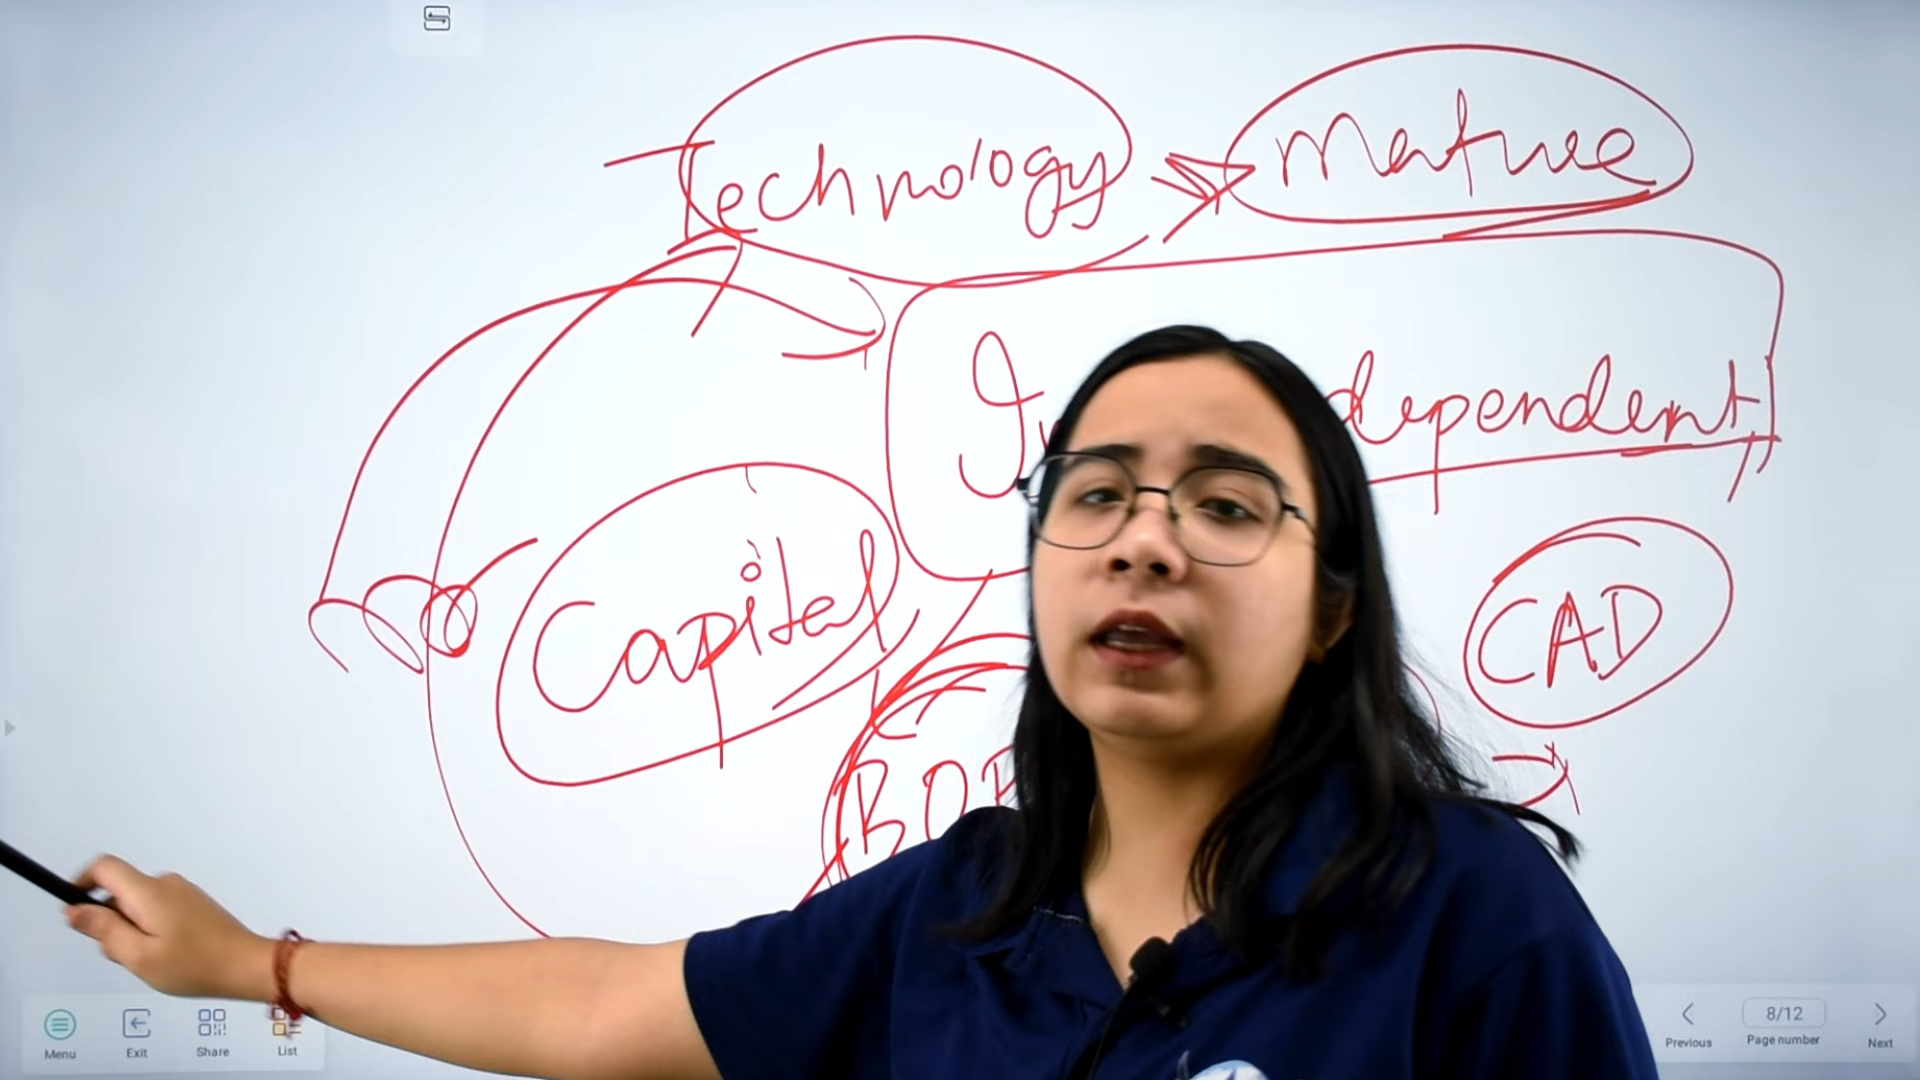 Technology Mature
dependent
Capital
CAD
Menu Exit Share List
Previous 8/12 Page number Next